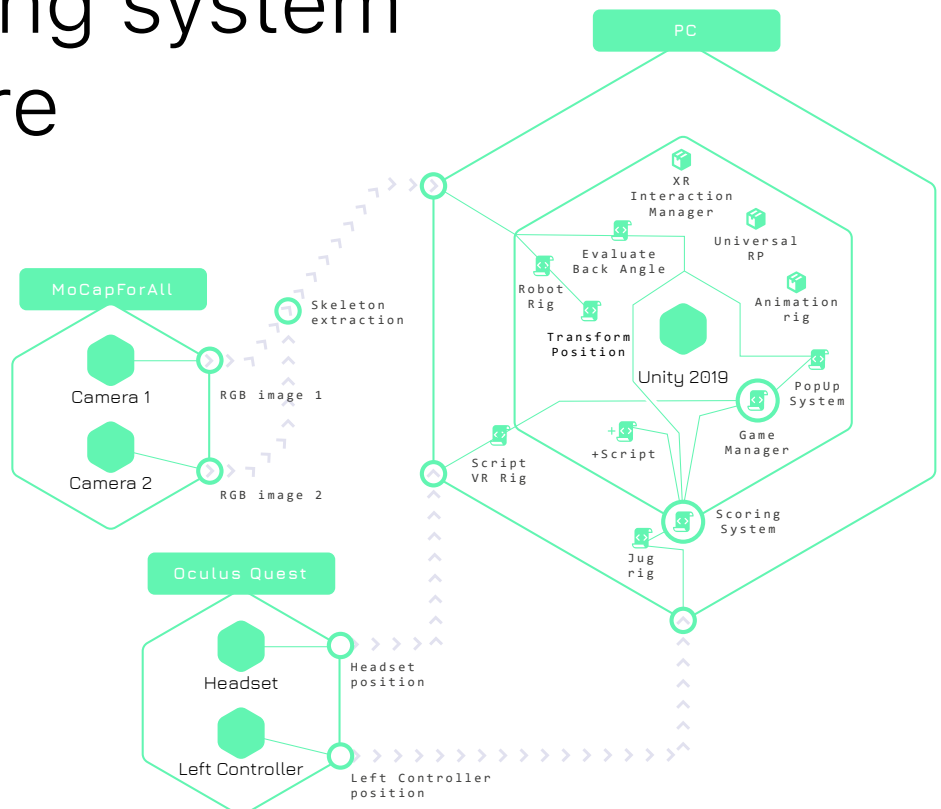 ng system
re
PC
XR
Interaction
Manager
Universal
RP
Evaluate
Back Angle
Robot
Rig
Animation
rig
Transform
Position
MoCapForAll
Skeleton
extraction
Camera 1
RGB image 1
Camera 2
RGB image 2
Unity 2019
PopUp
System
Game
Manager
+
+Script
Script
VR Rig
Scoring
System
Jug
rig
Oculus Quest
Headset
Headset
position
Left Controller
Left Controller
position